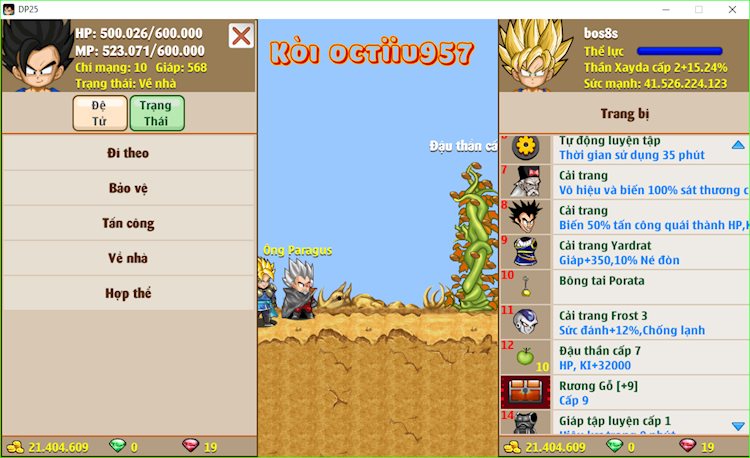 DP25
HP: 500.026/600.000
MP: 523.071/600.000
Chí mạng: 10 Giáp: 568
Trạng thái: Về nhà
Đệ Tử
Trạng Thái
Đi theo
Bảo vệ
Tấn công
Về nhà
Hợp thể
21.404.609 0 19
Kòi octiiu957
Đậu thần cấ
Ông Paragus
bos8s
Thể lực
Thần Xayda cấp 2+15.24%
Sức mạnh: 41.526.224.123
Trang bị
Tự động luyện tập
Thời gian sử dụng 35 phút
7
Cải trang
Vô hiệu và biến 100% sát thương c
8
Cải trang
Biến 50% tấn công quái thành HP,K
9
Cải trang Yardrat
Giáp+350,10% Né đòn
10
Bông tai Porata
11
Cải trang Frost 3
Sức đánh+12%,Chống lạnh
12
Đậu thần cấp 7
HP, KI+32000
10
Rương Gỗ [+9]
Cấp 9
14
Giáp tập luyện cấp 1
21.404.609 0 19